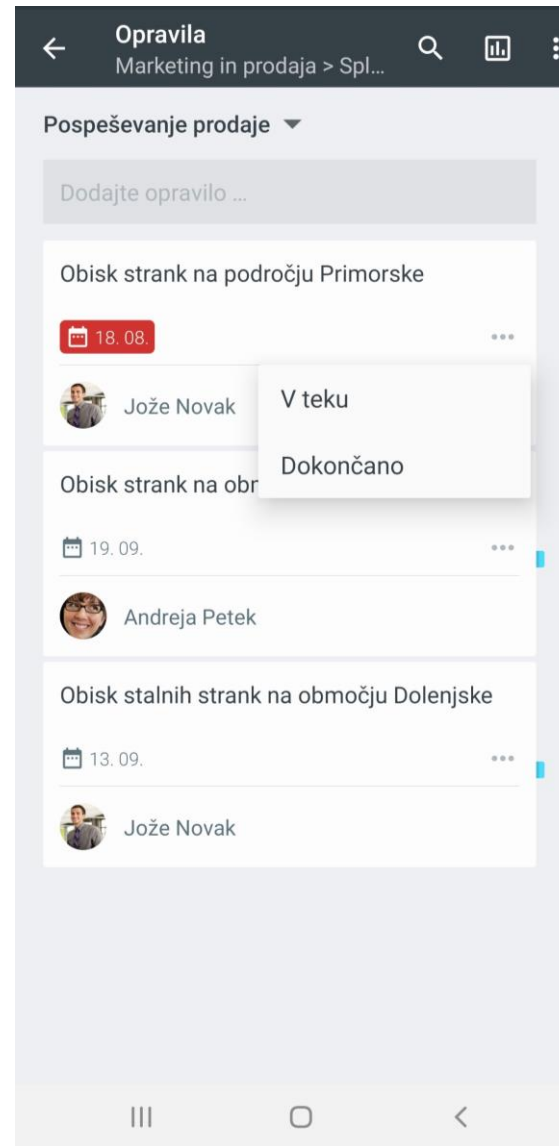 Opravila
Marketing in prodaja > Spl...
Pospeševanje prodaje
Dodajte opravilo ...
Obisk strank na področju Primorske
18. 08.
Jože Novak
V teku
Dokončano
Obisk strank na obm
19. 09.
Andreja Petek
Obisk stalnih strank na območju Dolenjske
13. 09.
Jože Novak